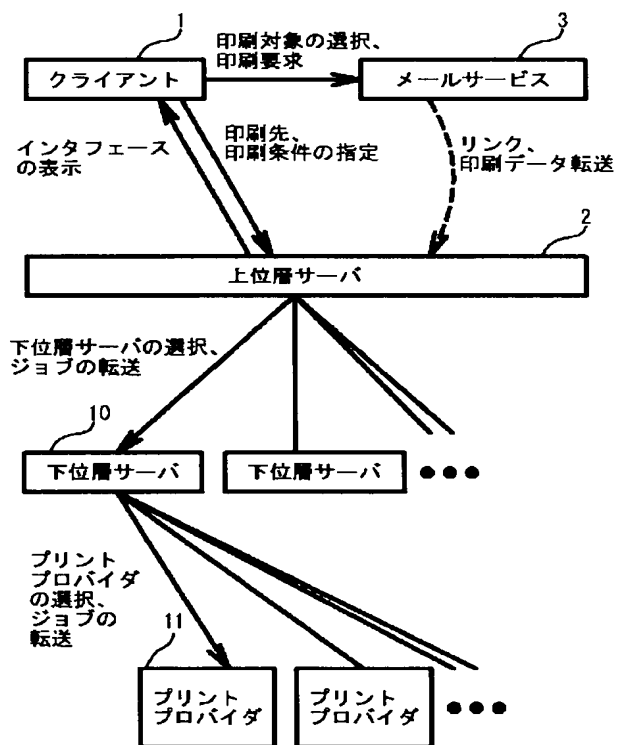 1
クライアント
印刷対象の選択、
印刷要求
3
メールサービス
インタフェース
の表示
印刷先、
印刷条件の指定
リンク、
印刷データ転送
2
上位層サーバ
下位層サーバの選択、
ジョブの転送
10
下位層サーバ
下位層サーバ
●●●
プリント
プロバイダ
の選択、
ジョブの
転送
11
プリント
プロバイダ
プリント
プロバイダ
●●●